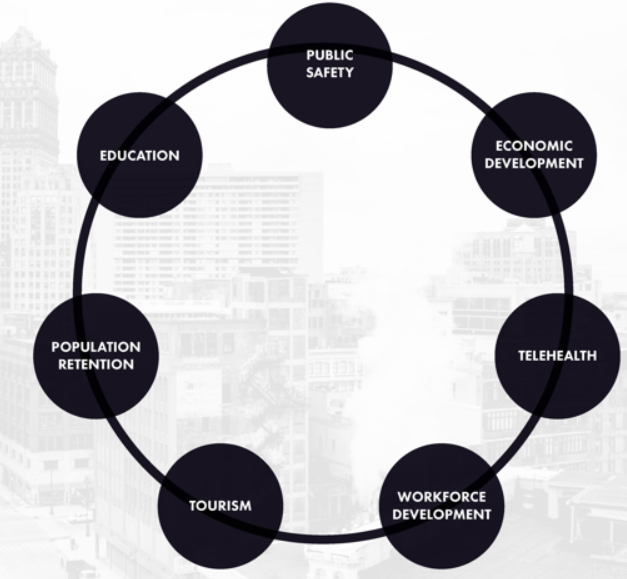 PUBLIC
SAFETY
ECONOMIC
DEVELOPMENT
TELEHEALTH
WORKFORCE
DEVELOPMENT
TOURISM
POPULATION
RETENTION
EDUCATION